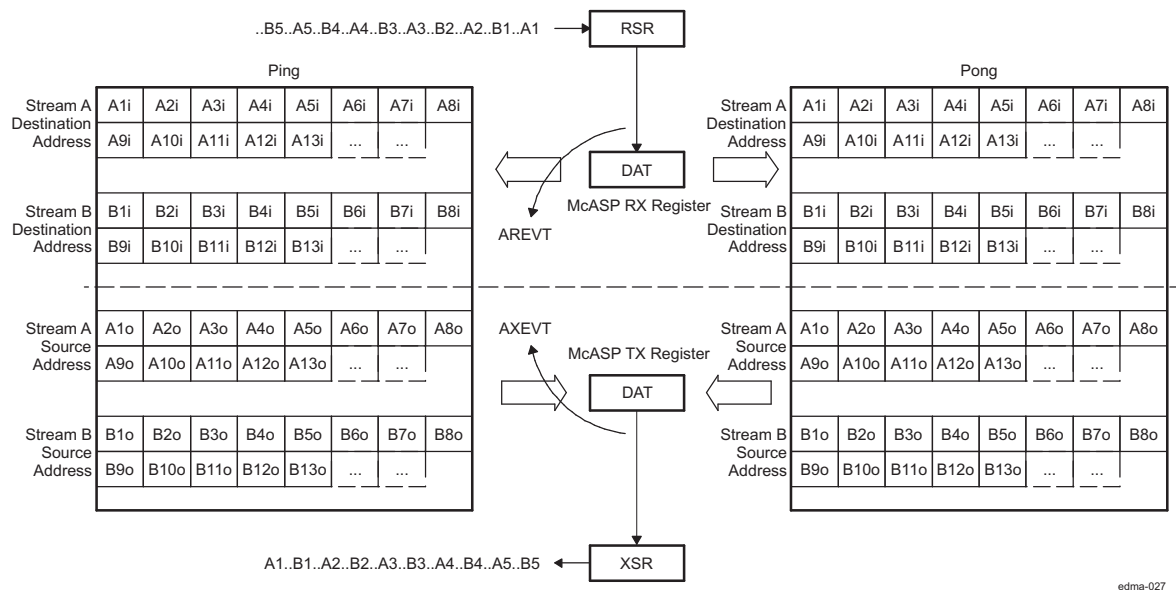 ..B5..A5..B4..A4..B3..A3..B2..A2..B1..A1
RSR
Ping
Pong
Stream A
Destination
Address
A1i A2i A3i A4i A5i A6i A7i A8i
A9i A10i A11i A12i A13i ... ...
Stream B
Destination
Address
B1i B2i B3i B4i B5i B6i B7i B8i
B9i B10i B11i B12i B13i ... ...
DAT
McASP RX Register
AREVT
Stream A
Destination
Address
A1i A2i A3i A4i A5i A6i A7i A8i
A9i A10i A11i A12i A13i ... ...
Stream B
Destination
Address
B1i B2i B3i B4i B5i B6i B7i B8i
B9i B10i B11i B12i B13i ... ...
Stream A
Source
Address
A1o A2o A3o A4o A5o A6o A7o A8o
A9o A10o A11o A12o A13o ... ...
Stream B
Source
Address
B1o B2o B3o B4o B5o B6o B7o B8o
B9o B10o B11o B12o B13o ... ...
AXEVT
McASP TX Register
DAT
Stream A
Source
Address
A1o A2o A3o A4o A5o A6o A7o A8o
A9o A10o A11o A12o A13o ... ...
Stream B
Source
Address
B1o B2o B3o B4o B5o B6o B7o B8o
B9o B10o B11o B12o B13o ... ...
A1..B1..A2..B2..A3..B3..A4..B4..A5..B5
XSR
edma-027